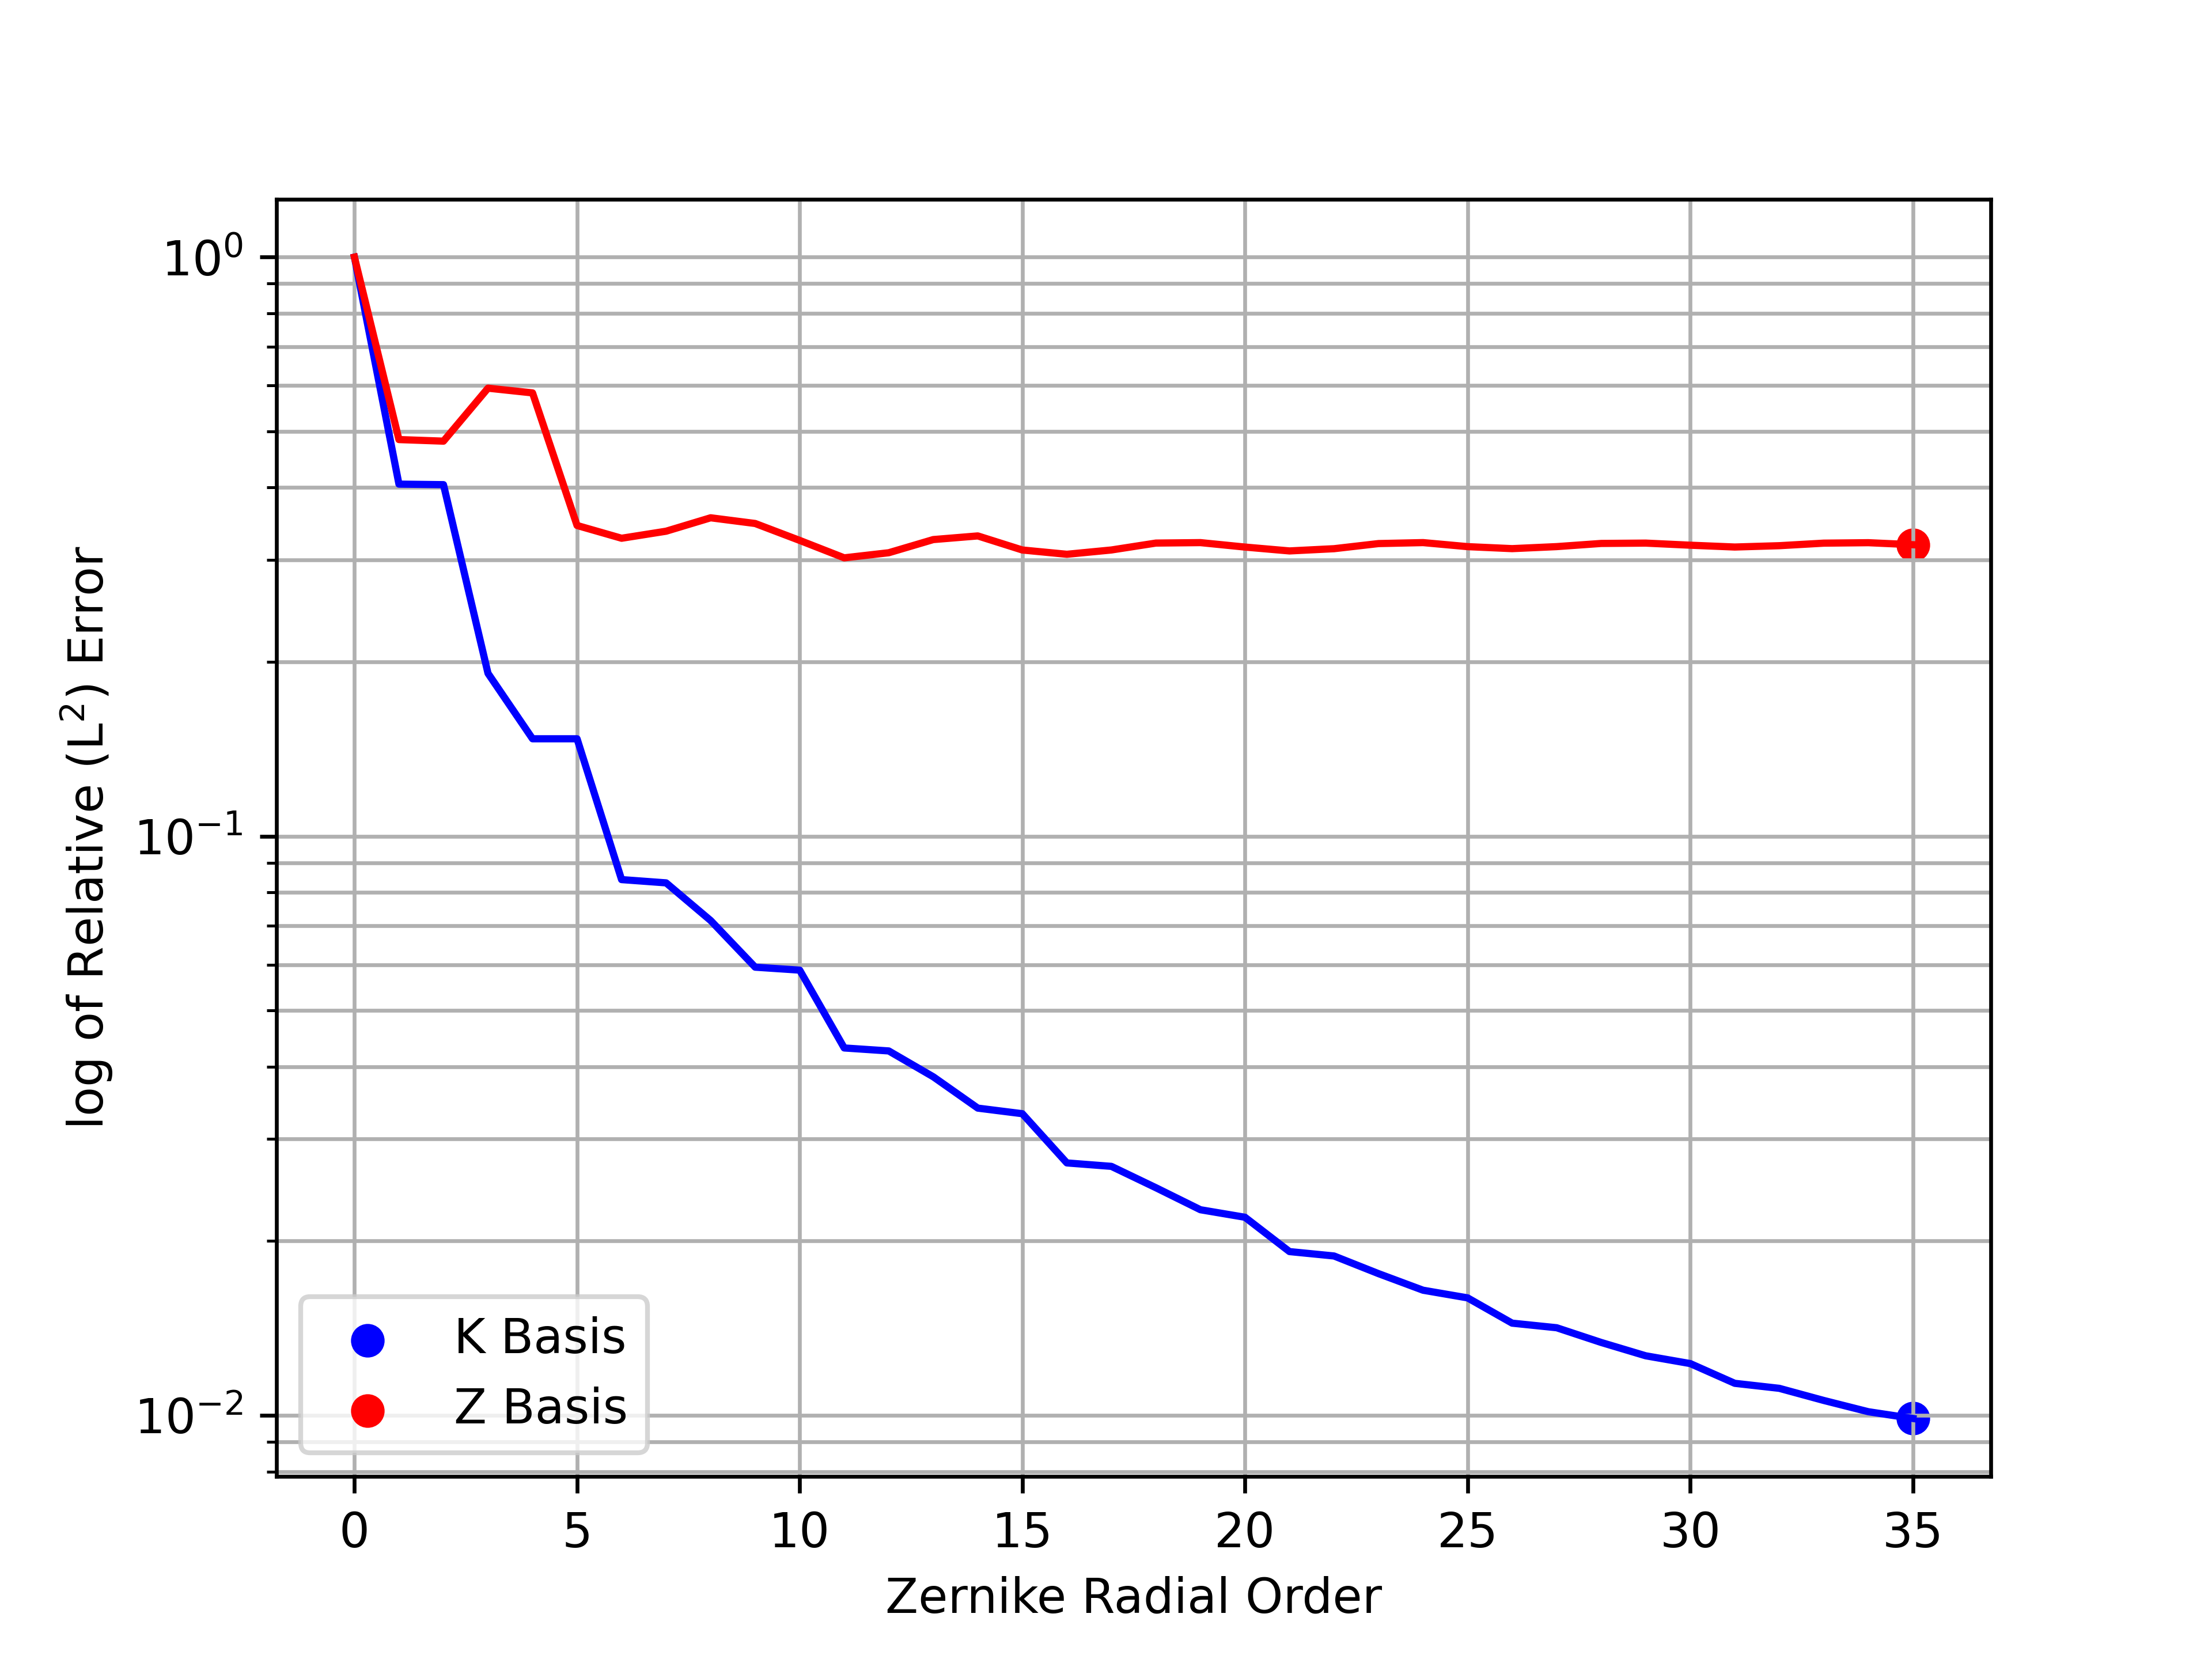 10⁰
10⁻¹
10⁻²
log of Relative (L²) Error
K Basis
Z Basis
0 5 10 15 20 25 30 35
Zernike Radial Order